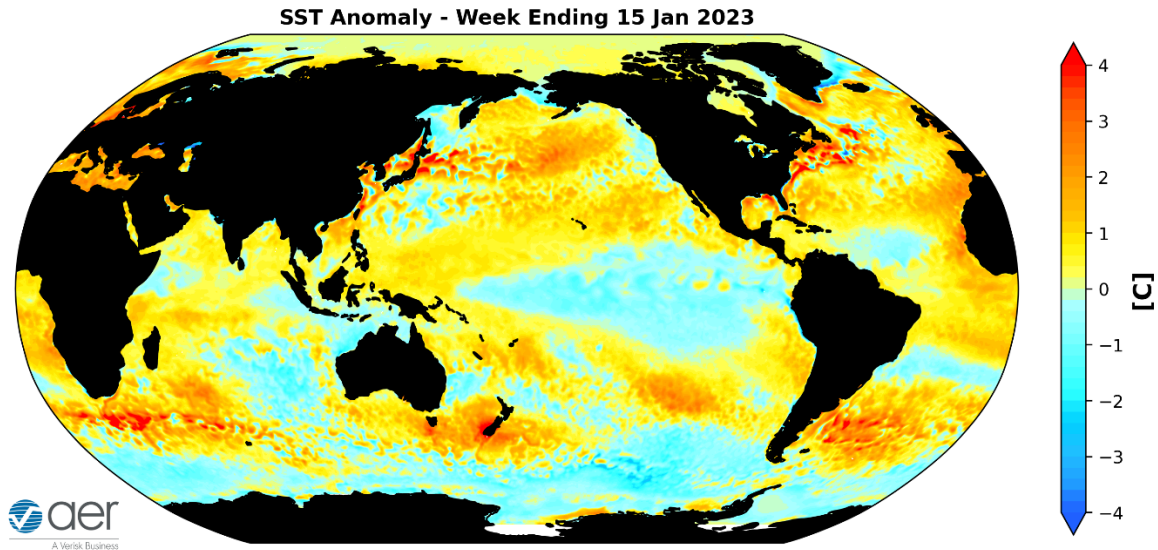 SST Anomaly - Week Ending 15 Jan 2023
4
3
2
1
0
−1
−2
−3
−4
[C]
aer
A Verisk Business